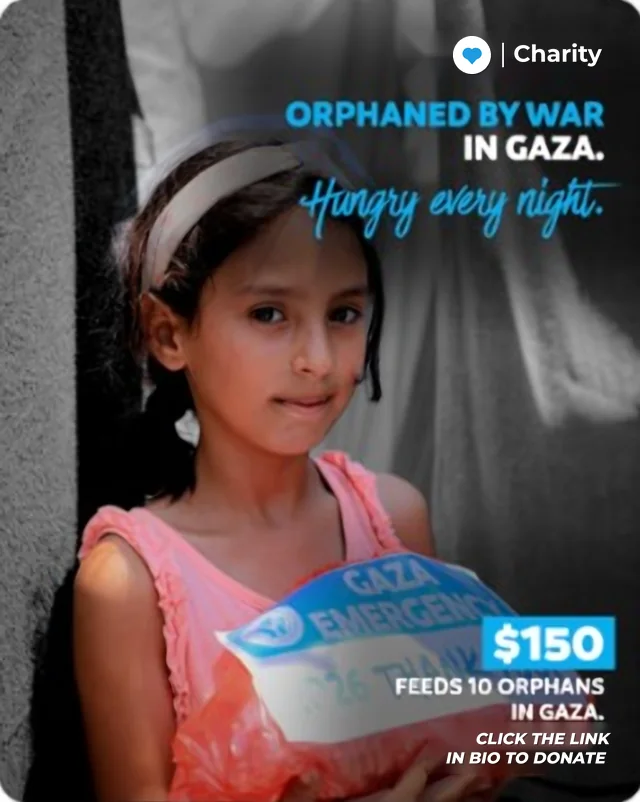 | Charity
ORPHANED BY WAR
IN GAZA.
Hungry every night.
GAZA
EMERGENCY
$150
FEEDS 10 ORPHANS
IN GAZA.
CLICK THE LINK
IN BIO TO DONATE